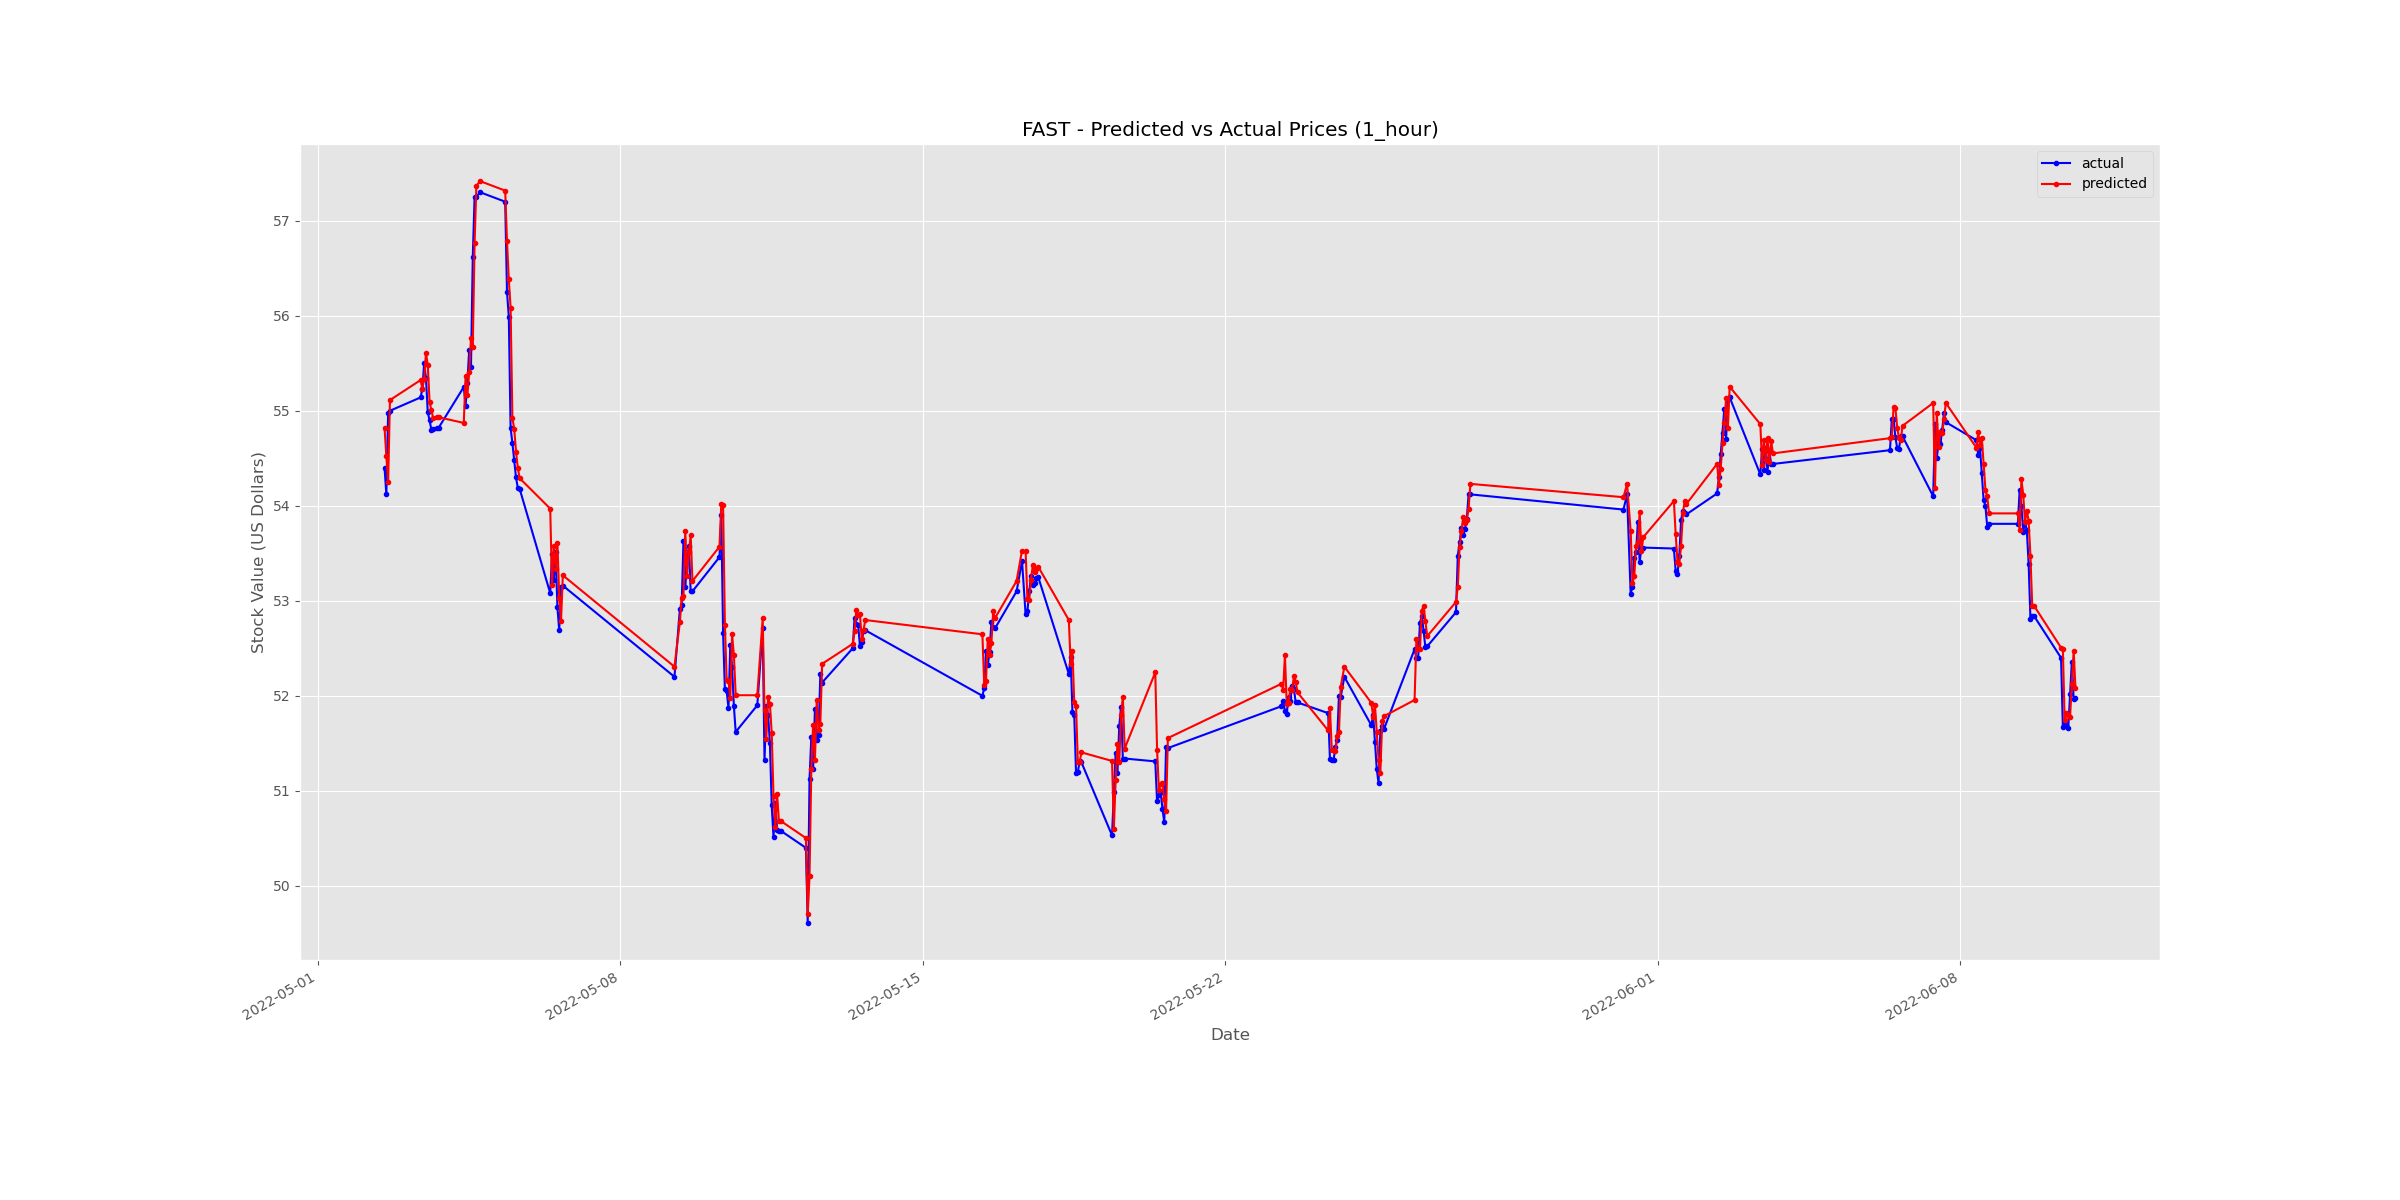 FAST - Predicted vs Actual Prices (1_hour)
actual
predicted
57
56
55
54
53
52
51
50
Stock Value (US Dollars)
2022-05-01
2022-05-08
2022-05-15
2022-05-22
2022-06-01
2022-06-08
Date